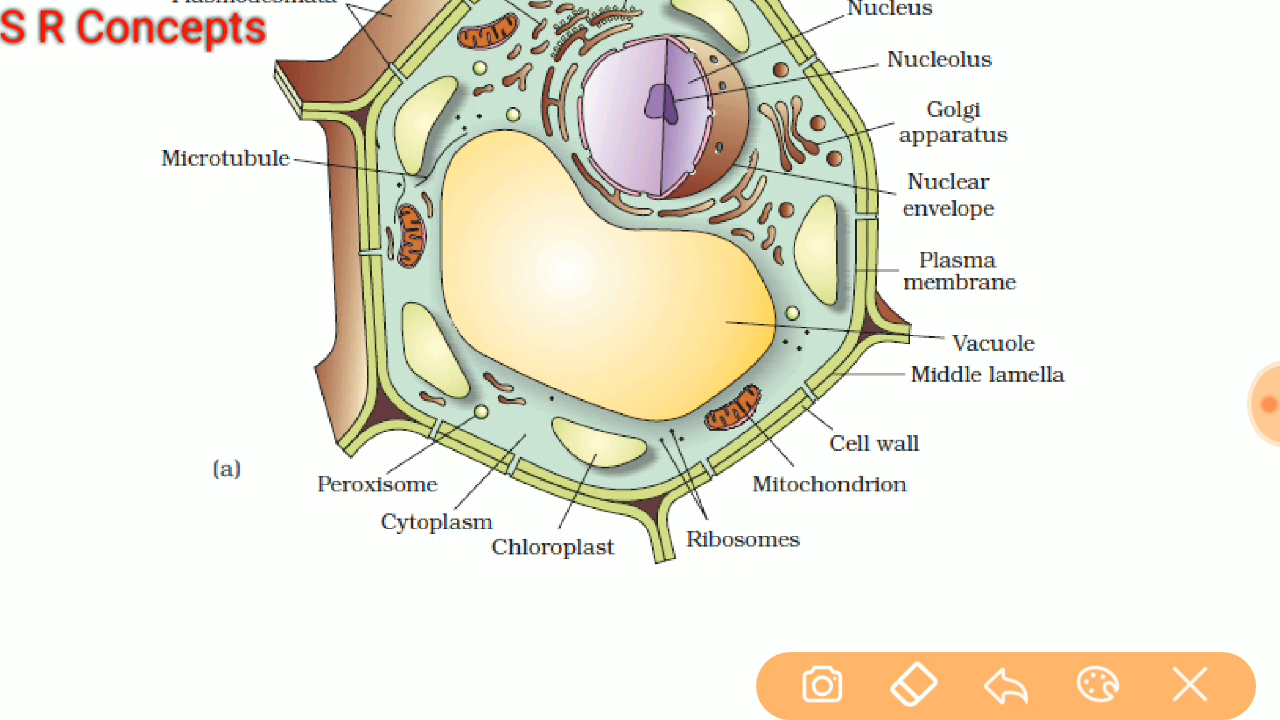 Plasmodesmata
S R Concepts
Nucleus
Nucleolus
Golgi
apparatus
Microtubule
Nuclear
envelope
Plasma
membrane
Vacuole
Middle lamella
Cell wall
(a)
Peroxisome
Mitochondrion
Cytoplasm
Chloroplast
Ribosomes